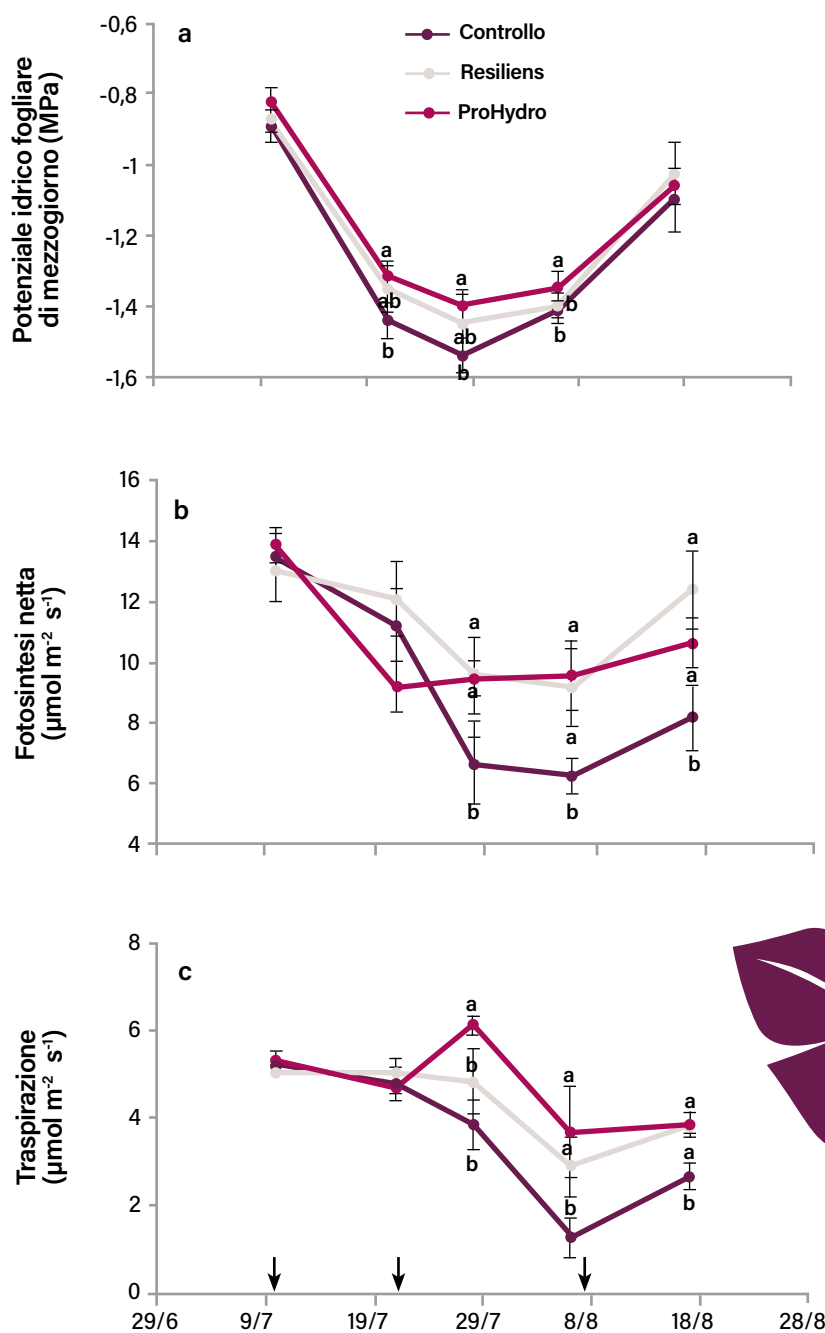 -0,6
a
Controllo
Resiliens
ProHydro
-0,8
-1
-1,2
-1,4
-1,6
Potenziale idrico fogliare
di mezzogiorno (MPa)
a
ab
b
a
ab
b
a
b
b
16
b
14
12
10
8
6
4
Fotosintesi netta
(μmol m⁻² s⁻¹)
a
a
b
a
a
b
a
a
b
8
c
6
4
2
0
Traspirazione
(μmol m⁻² s⁻¹)
a
b
b
a
a
b
a
a
b
29/6 9/7 19/7 29/7 8/8 18/8 28/8